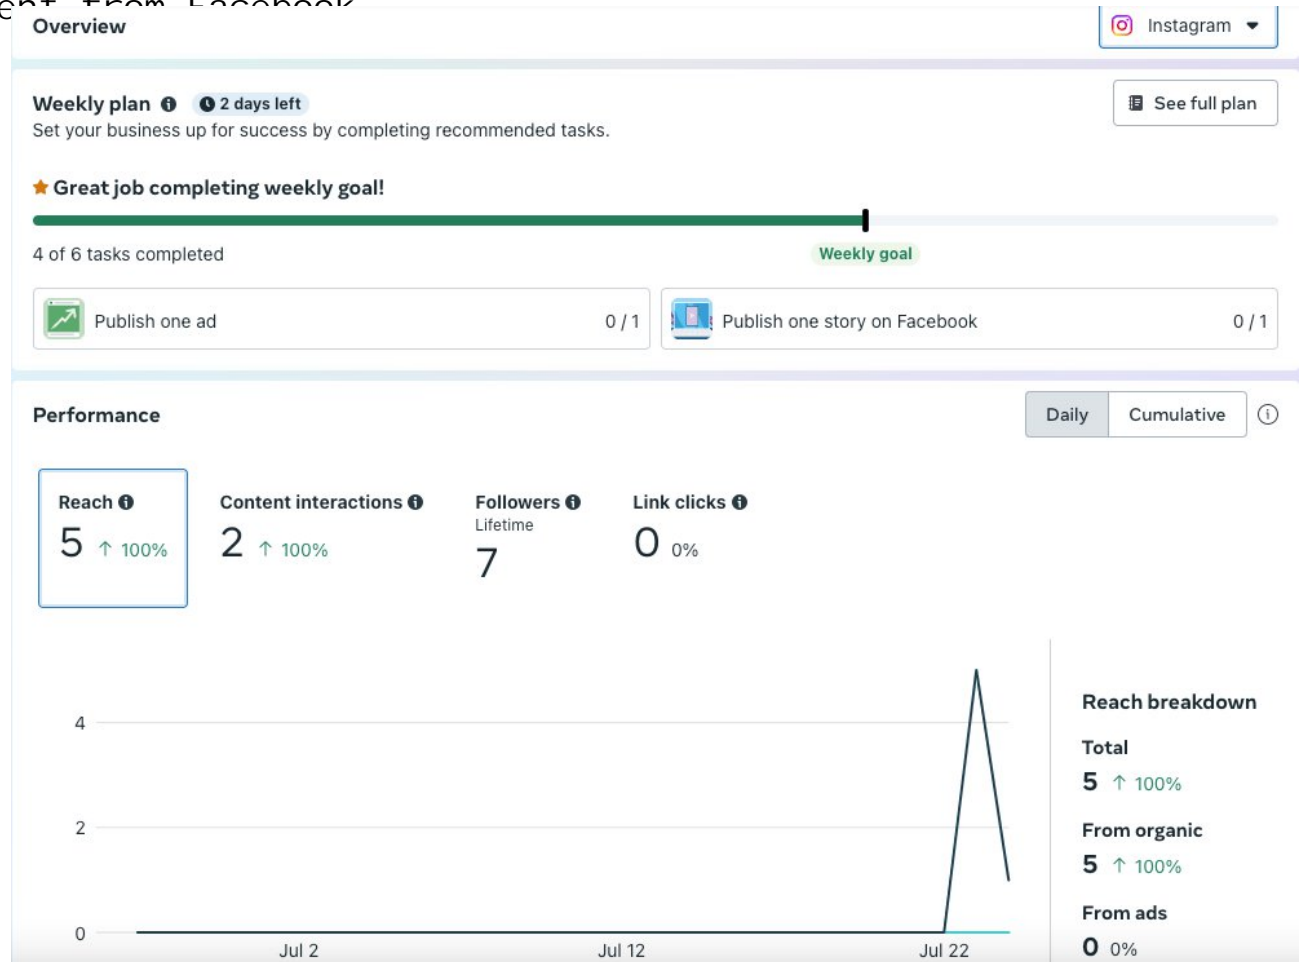 ent from Facebook
Overview
Instagram
Weekly plan 2 days left
See full plan
Set your business up for success by completing recommended tasks.
Great job completing weekly goal!
4 of 6 tasks completed
Weekly goal
Publish one ad 0 / 1
Publish one story on Facebook 0 / 1
Performance
Daily Cumulative
Reach
5 ↑ 100%
Content interactions
2 ↑ 100%
Followers
Lifetime
7
Link clicks
0 0%
4
2
0
Jul 2 Jul 12 Jul 22
Reach breakdown
Total
5 ↑ 100%
From organic
5 ↑ 100%
From ads
0 0%